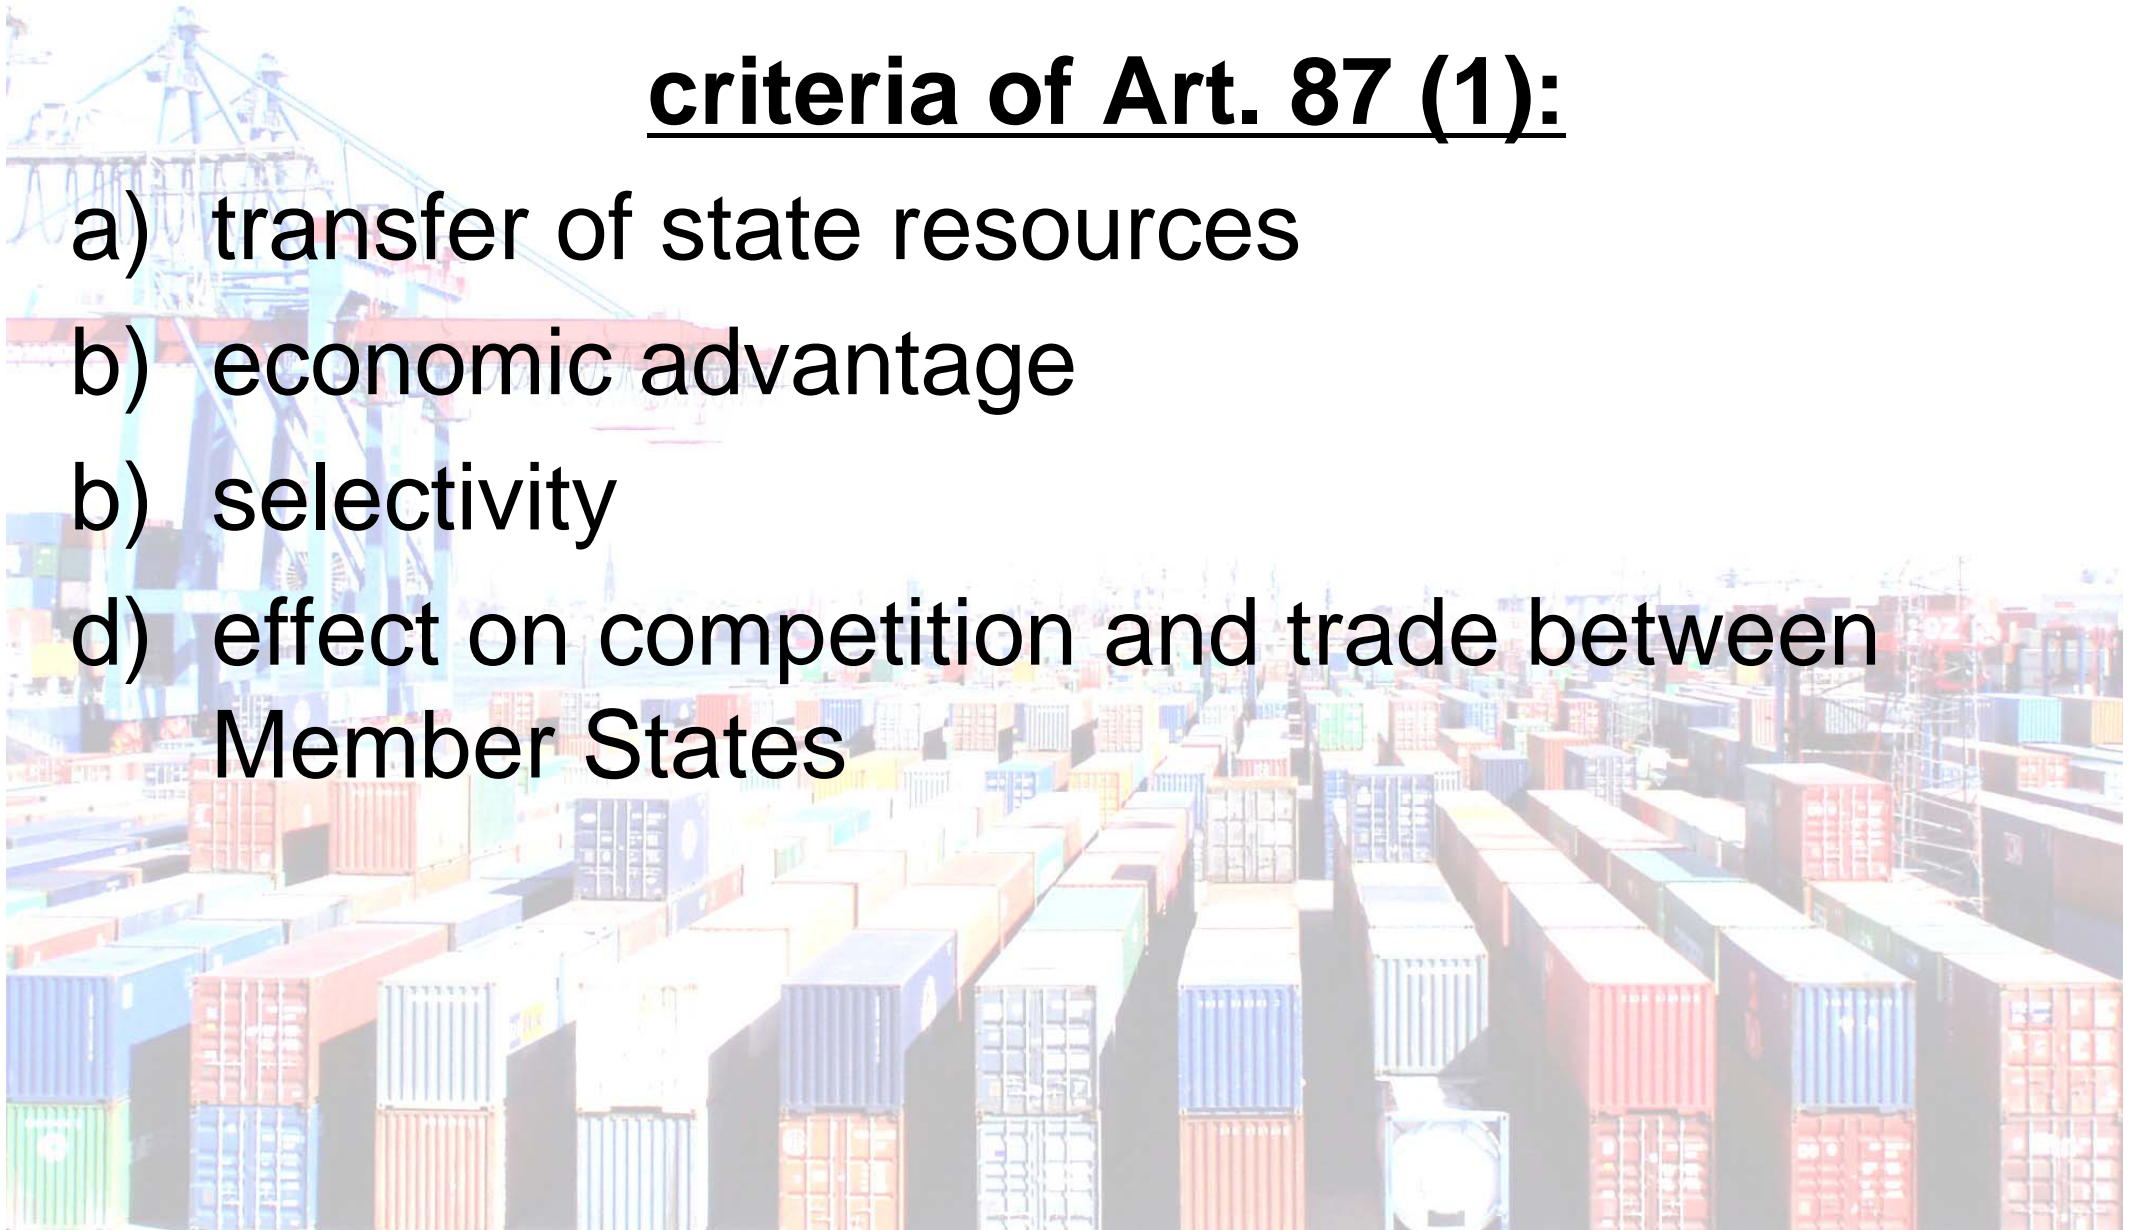 criteria of Art. 87 (1):
a) transfer of state resources
b) economic advantage
b) selectivity
d) effect on competition and trade between
Member States